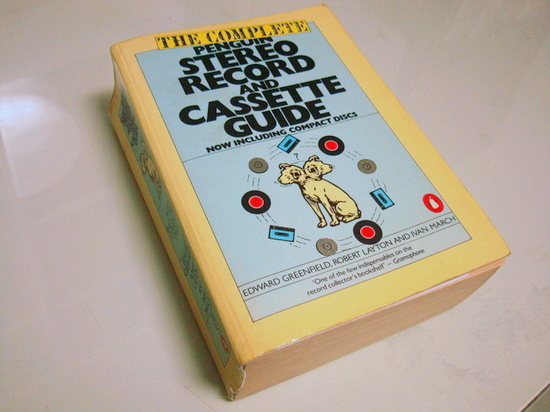 THE COMPLETE
PENGUIN
STEREO
RECORD
AND
CASSETTE
GUIDE
NOW INCLUDING COMPACT DISCS
?
EDWARD GREENFIELD, ROBERT LAYTON AND IVAN MARCH
'One of the few indispensables on the
record collector's bookshelf' – Gramophone